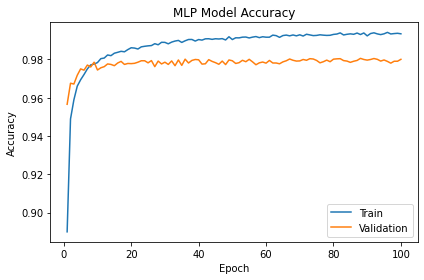 MLP Model Accuracy
Accuracy
0.98
0.96
0.94
0.92
0.90
0 20 40 60 80 100
Epoch
Train
Validation